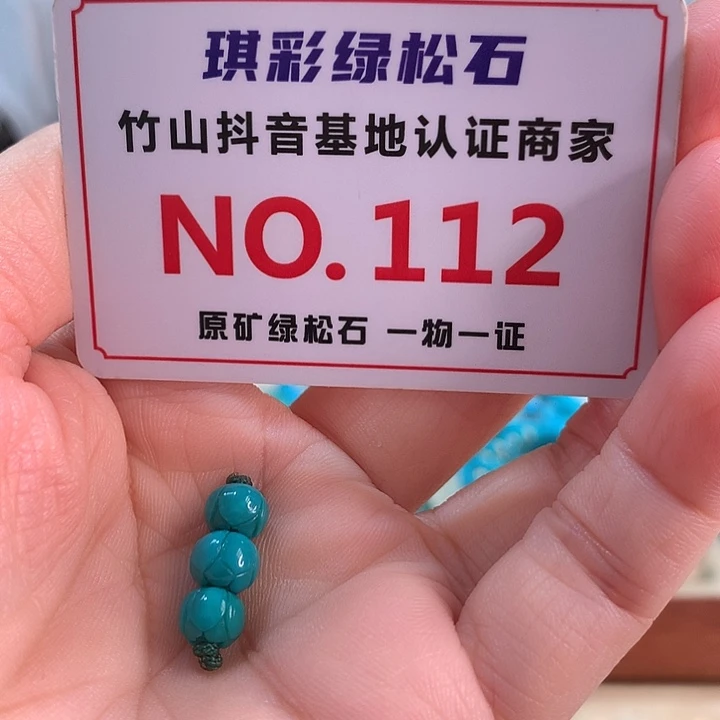 琪彩绿松石
竹山抖音基地认证商家
NO.112
原矿绿松石 一物一证